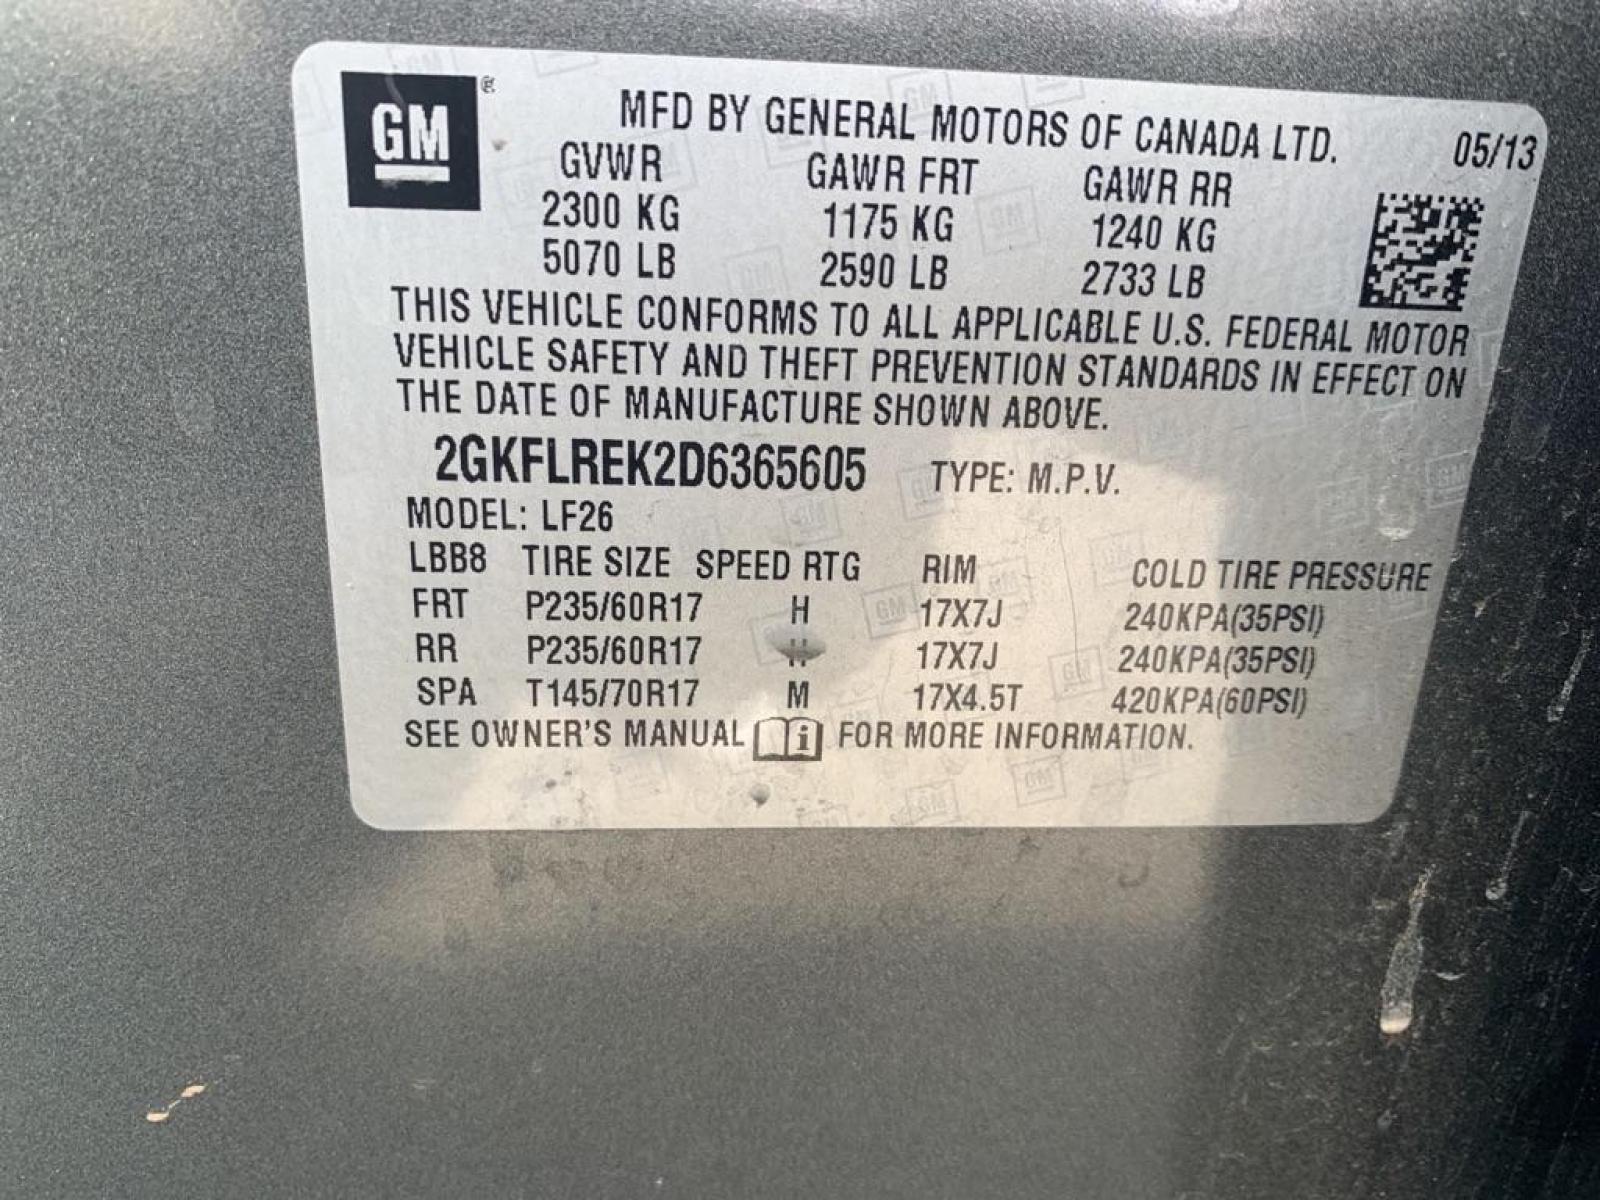 GM ®
MFD BY GENERAL MOTORS OF CANADA LTD. 05/13
GVWR GAWR FRT GAWR RR
2300 KG 1175 KG 1240 KG
5070 LB 2590 LB 2733 LB
THIS VEHICLE CONFORMS TO ALL APPLICABLE U.S. FEDERAL MOTOR
VEHICLE SAFETY AND THEFT PREVENTION STANDARDS IN EFFECT ON
THE DATE OF MANUFACTURE SHOWN ABOVE.
2GKFLREK2D6365605 TYPE: M.P.V.
MODEL: LF26
LBB8 TIRE SIZE SPEED RTG RIM COLD TIRE PRESSURE
FRT P235/60R17 H 17X7J 240KPA(35PSI)
RR P235/60R17 H 17X7J 240KPA(35PSI)
SPA T145/70R17 M 17X4.5T 420KPA(60PSI)
SEE OWNER'S MANUAL i FOR MORE INFORMATION.